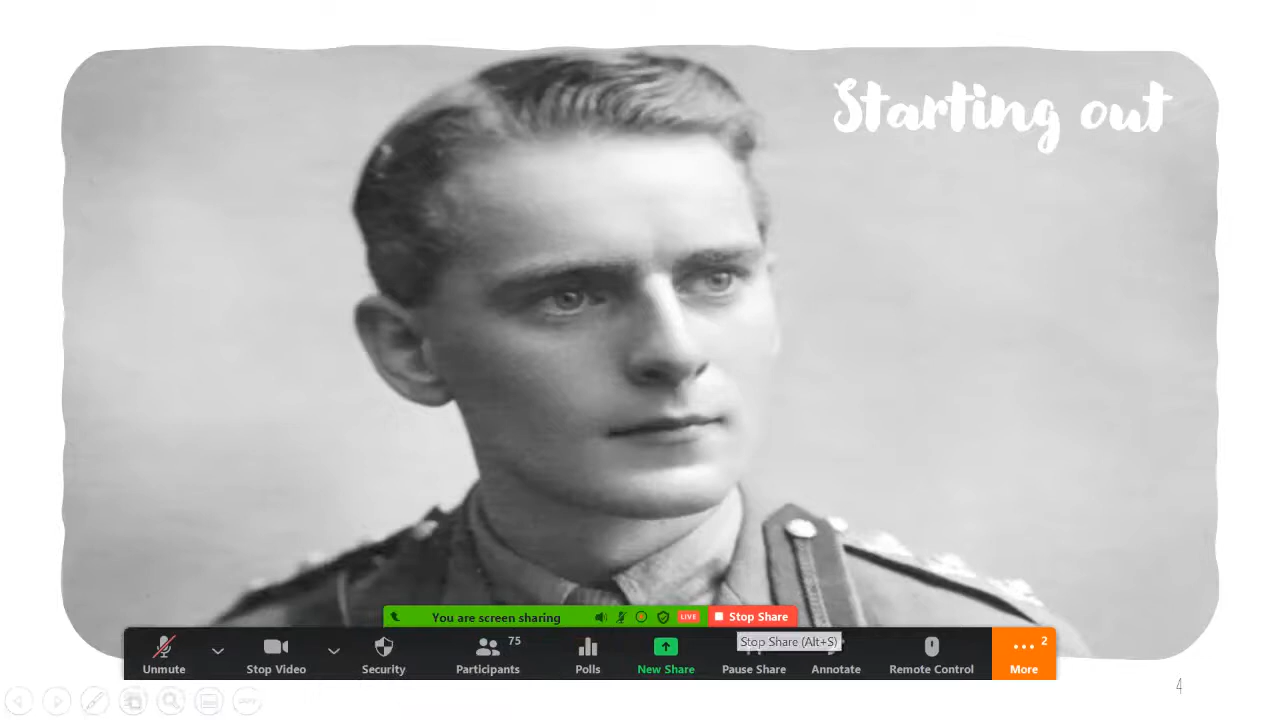 Starting out
You are screen sharing
LIVE
Stop Share
Stop Share (Alt+S)
Unmute
Stop Video
Security
75
Participants
Polls
New Share
Pause Share
Annotate
Remote Control
2
More
4